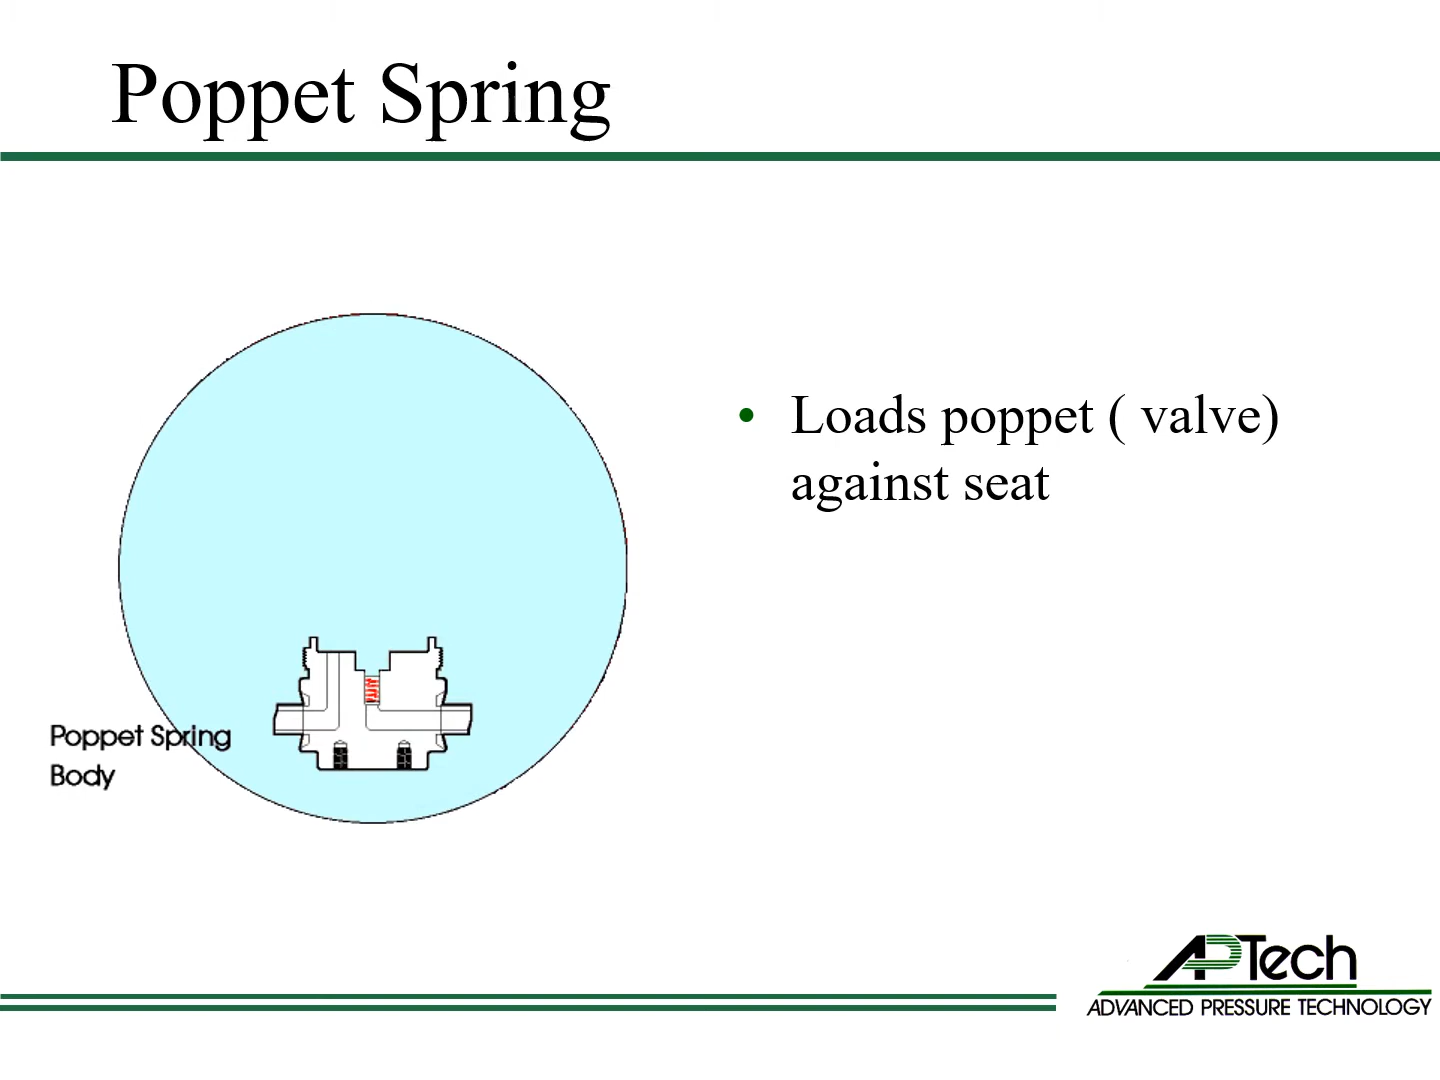 Poppet Spring
• Loads poppet ( valve)
against seat
Poppet Spring
Body
APTech
ADVANCED PRESSURE TECHNOLOGY